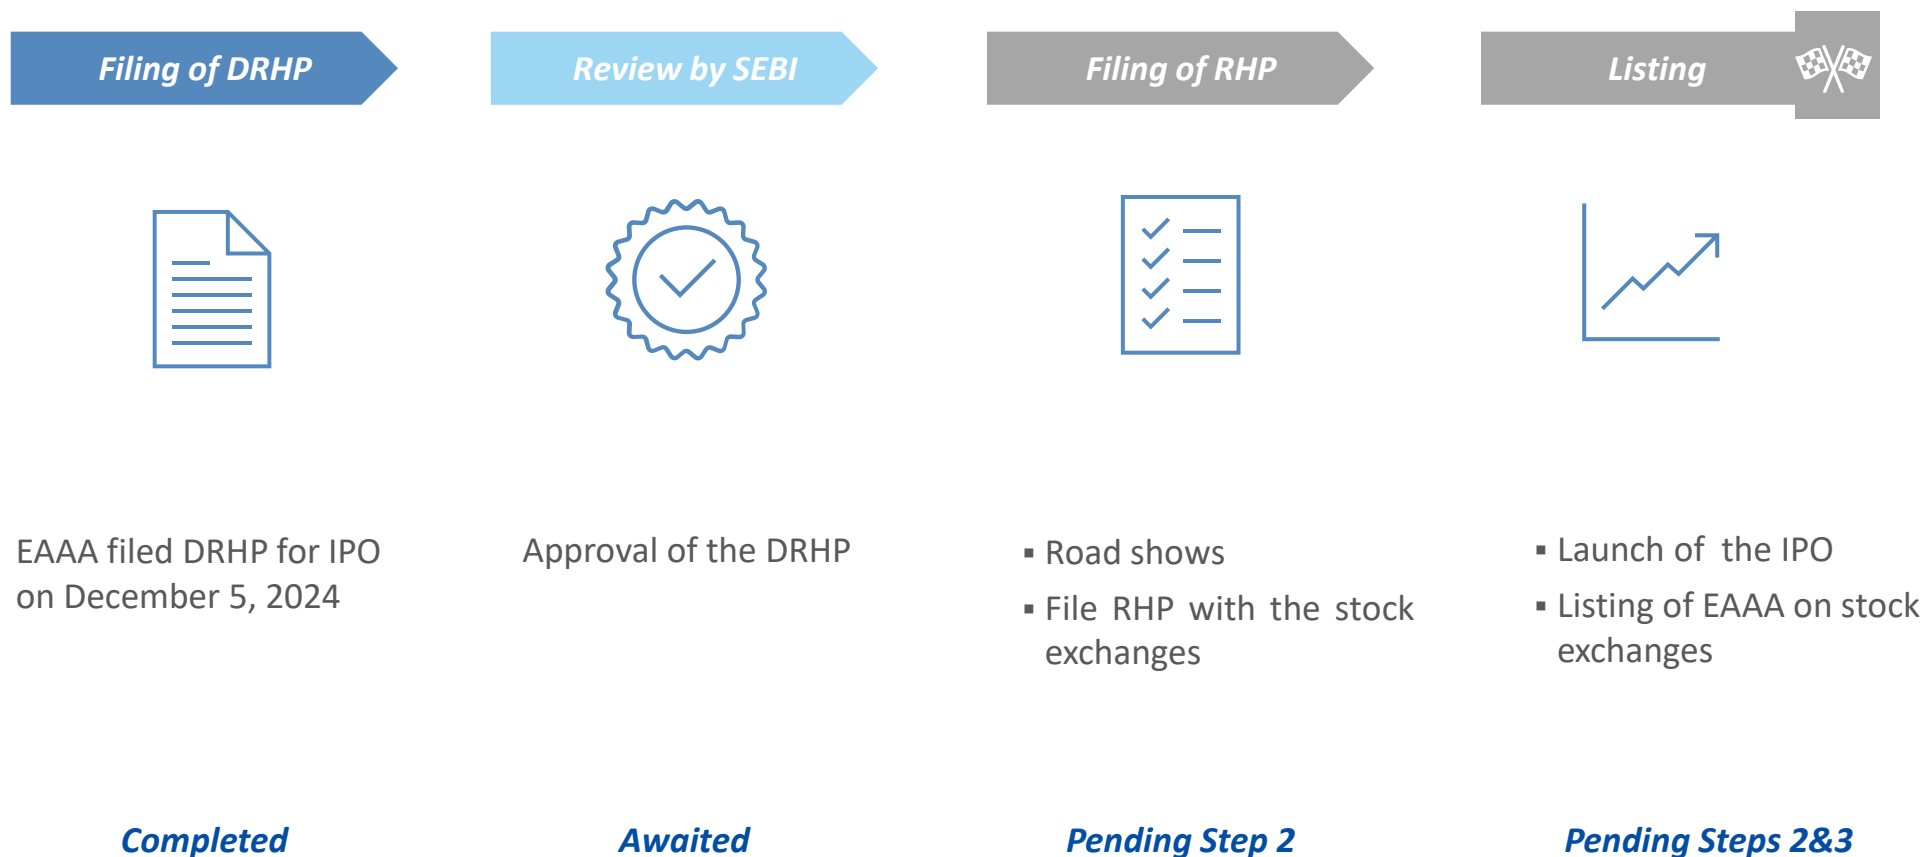 Filing of DRHP
Review by SEBI
Filing of RHP
Listing
EAAA filed DRHP for IPO
on December 5, 2024
Approval of the DRHP
▪ Road shows
▪ File RHP with the stock
exchanges
▪ Launch of the IPO
▪ Listing of EAAA on stock
exchanges
Completed
Awaited
Pending Step 2
Pending Steps 2&3